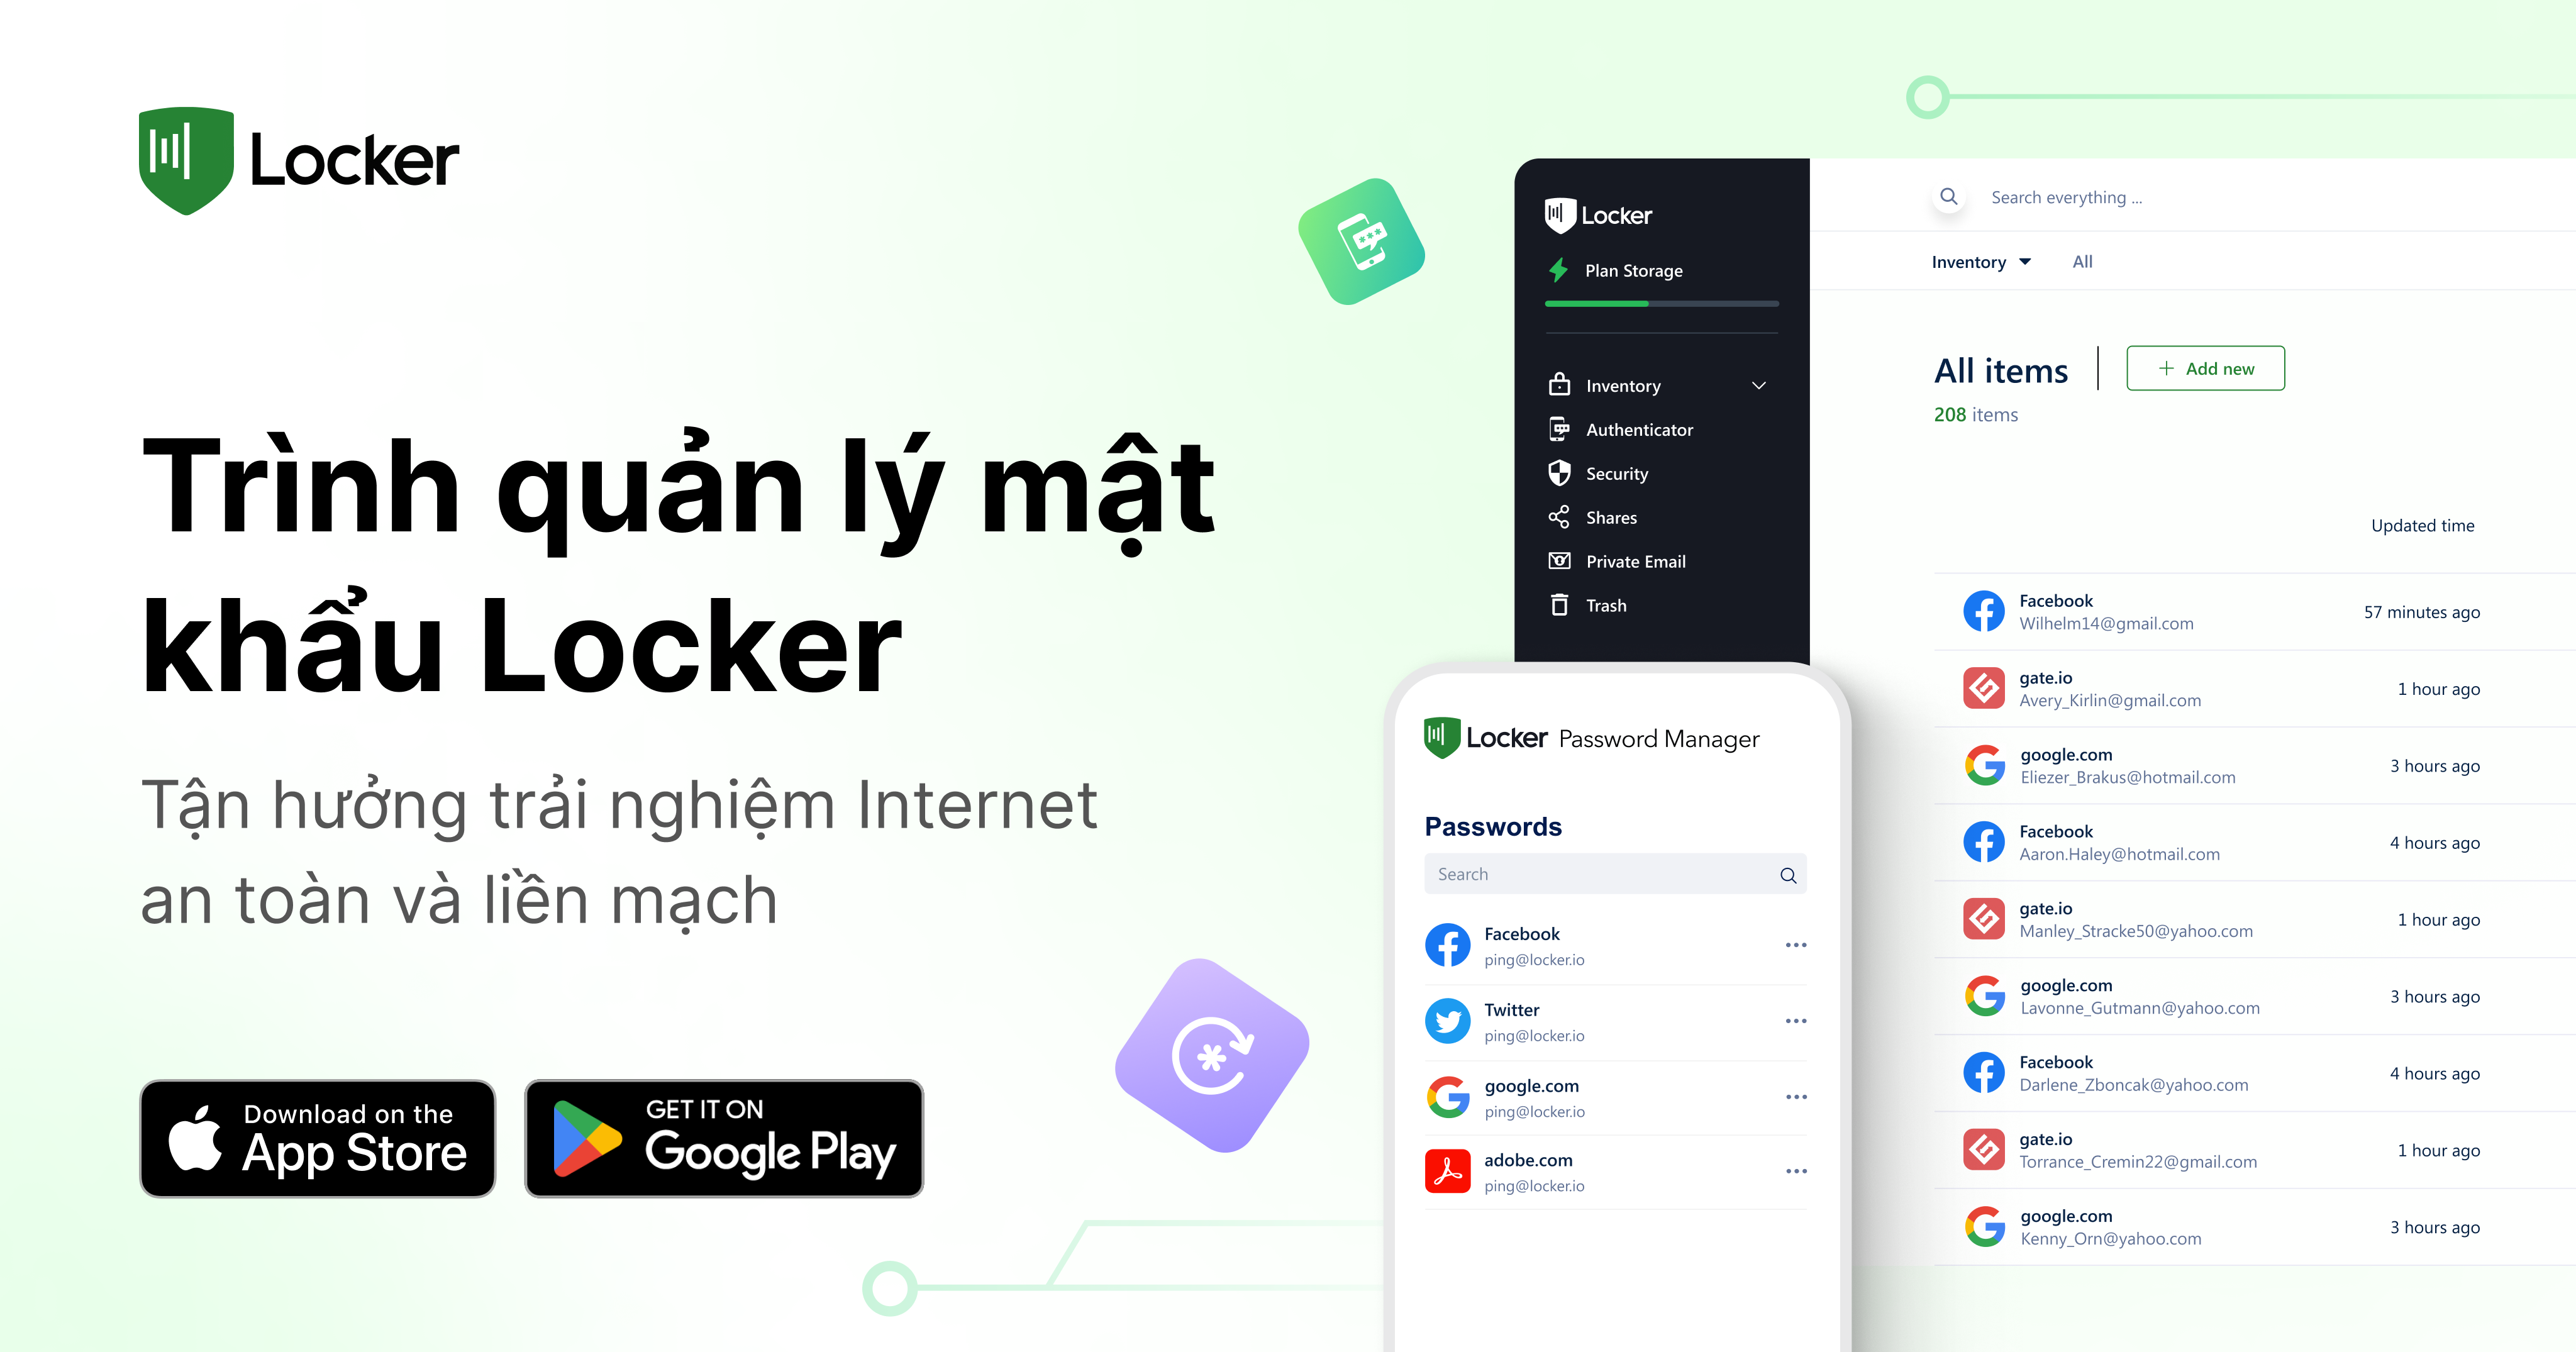 Locker
Trình quản lý mật
khẩu Locker
Tận hưởng trải nghiệm Internet
an toàn và liền mạch
Download on the
App Store
GET IT ON
Google Play
Locker
Plan Storage
Inventory
Authenticator
Security
Shares
Private Email
Trash
Search everything ...
Inventory All
All items + Add new
208 items
Updated time
Facebook
Wilhelm14@gmail.com
57 minutes ago
gate.io
Avery_Kirlin@gmail.com
1 hour ago
google.com
Eliezer_Brakus@hotmail.com
3 hours ago
Facebook
Aaron.Haley@hotmail.com
4 hours ago
gate.io
Manley_Stracke50@yahoo.com
1 hour ago
google.com
Lavonne_Gutmann@yahoo.com
3 hours ago
Facebook
Darlene_Zboncak@yahoo.com
4 hours ago
gate.io
Torrance_Cremin22@gmail.com
1 hour ago
google.com
Kenny_Orn@yahoo.com
3 hours ago
Locker Password Manager
Passwords
Search
Facebook
ping@locker.io
Twitter
ping@locker.io
google.com
ping@locker.io
adobe.com
ping@locker.io